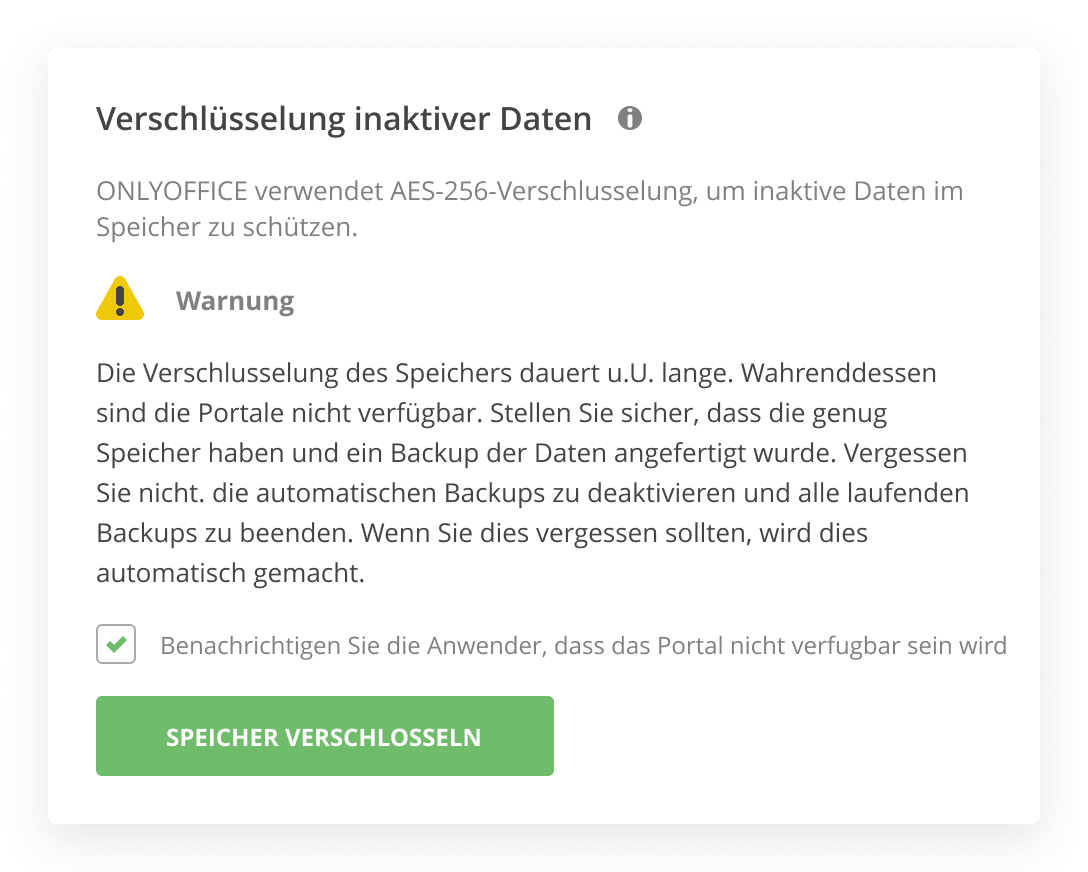 Verschlüsselung inaktiver Daten
ONLYOFFICE verwendet AES-256-Verschlusselung, um inaktive Daten im
Speicher zu schützen.
Warnung
Die Verschlusselung des Speichers dauert u.U. lange. Wahrenddessen
sind die Portale nicht verfügbar. Stellen Sie sicher, dass die genug
Speicher haben und ein Backup der Daten angefertigt wurde. Vergessen
Sie nicht. die automatischen Backups zu deaktivieren und alle laufenden
Backups zu beenden. Wenn Sie dies vergessen sollten, wird dies
automatisch gemacht.
Benachrichtigen Sie die Anwender, dass das Portal nicht verfugbar sein wird
SPEICHER VERSCHLOSSELN